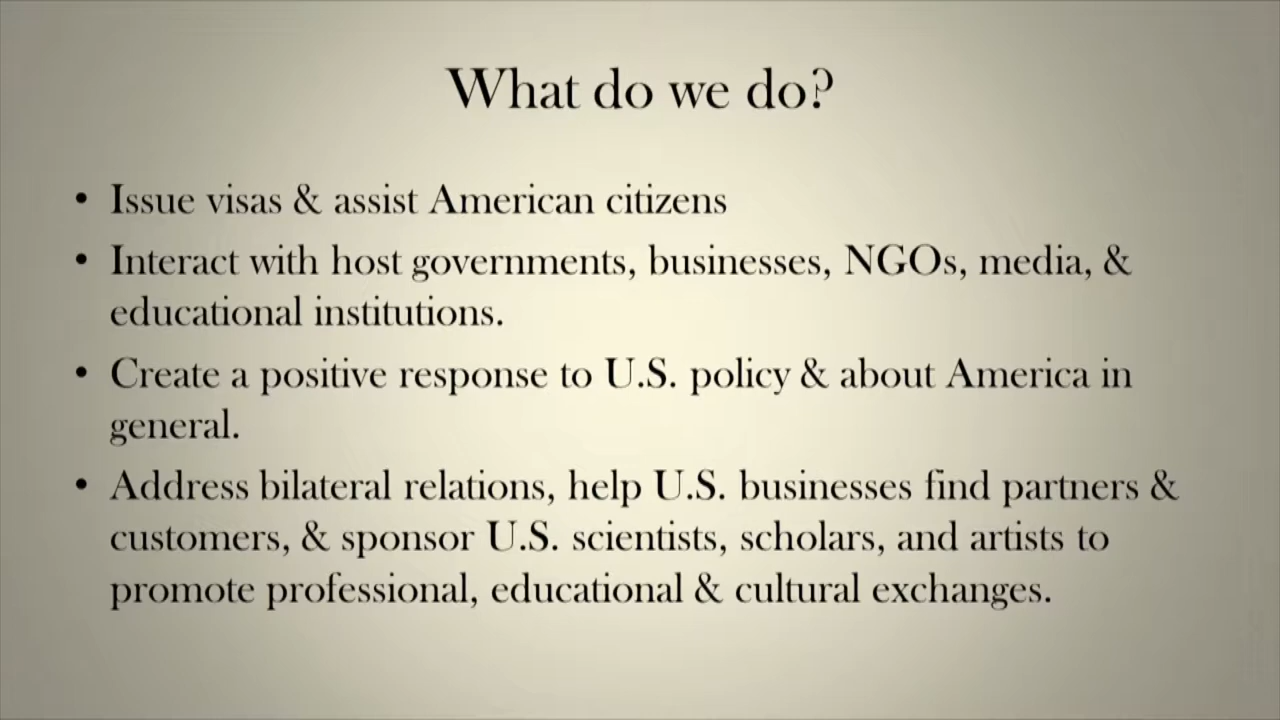 What do we do?
• Issue visas & assist American citizens
• Interact with host governments, businesses, NGOs, media, &
educational institutions.
• Create a positive response to U.S. policy & about America in
general.
• Address bilateral relations, help U.S. businesses find partners &
customers, & sponsor U.S. scientists, scholars, and artists to
promote professional, educational & cultural exchanges.